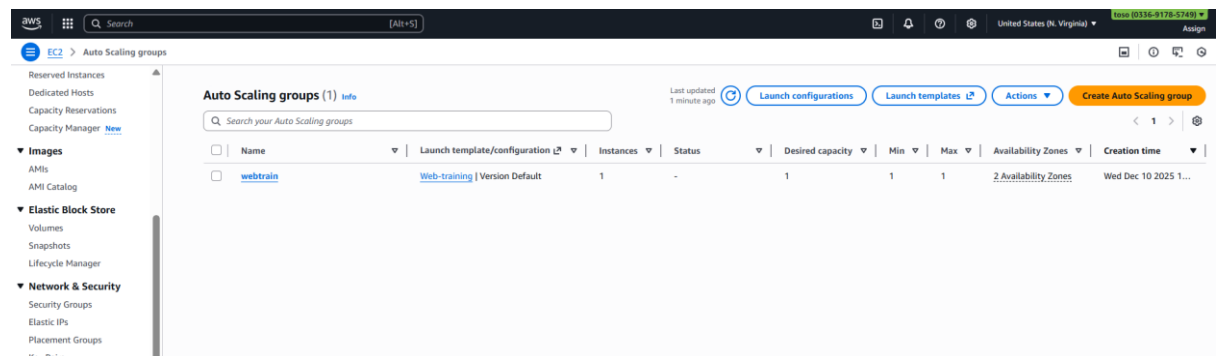 aws Search [Alt+S] United States (N. Virginia) ▼ toso (0336-9178-5749) ▼
Assign
EC2 > Auto Scaling groups
Reserved Instances
Dedicated Hosts
Capacity Reservations
Capacity Manager New
▼ Images
AMIs
AMI Catalog
▼ Elastic Block Store
Volumes
Snapshots
Lifecycle Manager
▼ Network & Security
Security Groups
Elastic IPs
Placement Groups
Auto Scaling groups (1) Info
Last updated
1 minute ago
Launch configurations Launch templates Actions ▼ Create Auto Scaling group
Search your Auto Scaling groups
< 1 >
Name Launch template/configuration Instances Status Desired capacity Min Max Availability Zones Creation time
webtrain Web-training | Version Default 1 - 1 1 1 2 Availability Zones Wed Dec 10 2025 1...